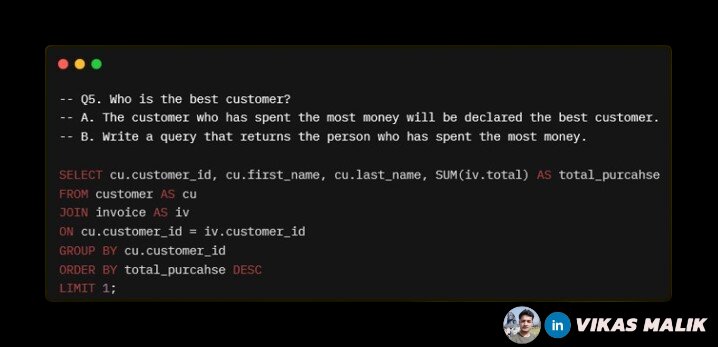 -- Q5. Who is the best customer?
-- A. The customer who has spent the most money will be declared the best customer.
-- B. Write a query that returns the person who has spent the most money.
SELECT cu.customer_id, cu.first_name, cu.last_name, SUM(iv.total) AS total_purcahse
FROM customer AS cu
JOIN invoice AS iv
ON cu.customer_id = iv.customer_id
GROUP BY cu.customer_id
ORDER BY total_purcahse DESC
LIMIT 1;
in VIKAS MALIK